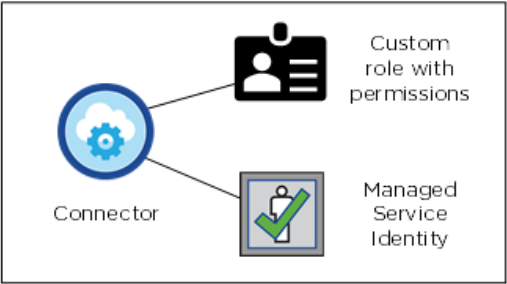 Custom
role with
permissions
Connector
Managed
Service
Identity